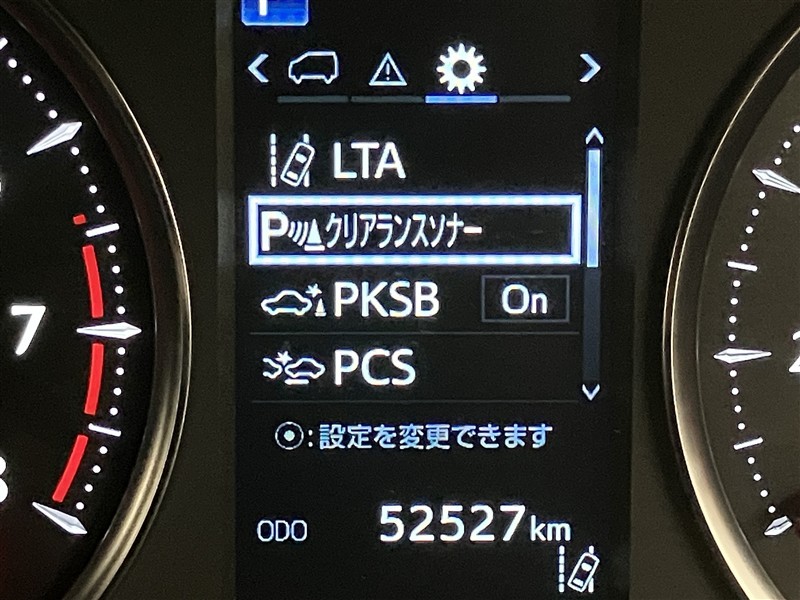 LTA
Pクリアランスソナー
PKSB On
PCS
:設定を変更できます
ODO 52527km
7